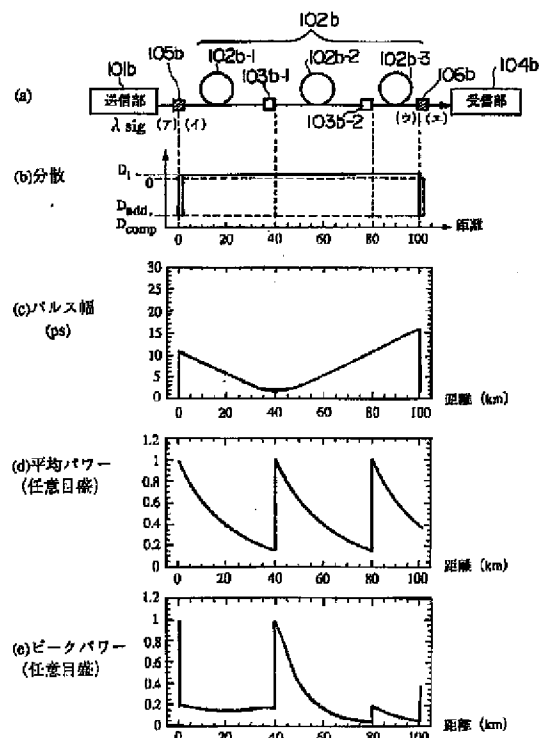 102b
105b 102b-1 102b-2 102b-3
101b 103b-1 106b 104b
(a) 送信部 受信部
103b-2
λ sig (ア) (イ) (ウ) (エ)
(b)分散 D₁
0
Dadd,
Dcomp
距離
0 20 40 60 80 100
(c)パルス幅
(ps)
30
25
20
15
10
5
0
0 20 40 60 80 100 距離 (km)
(d)平均パワー
(任意目盛)
1.2
1
0.8
0.6
0.4
0.2
0
0 20 40 60 80 100 距離 (km)
(e)ピークパワー
(任意目盛)
1.2
1
0.8
0.6
0.4
0.2
0
0 20 40 60 80 100 距離 (km)